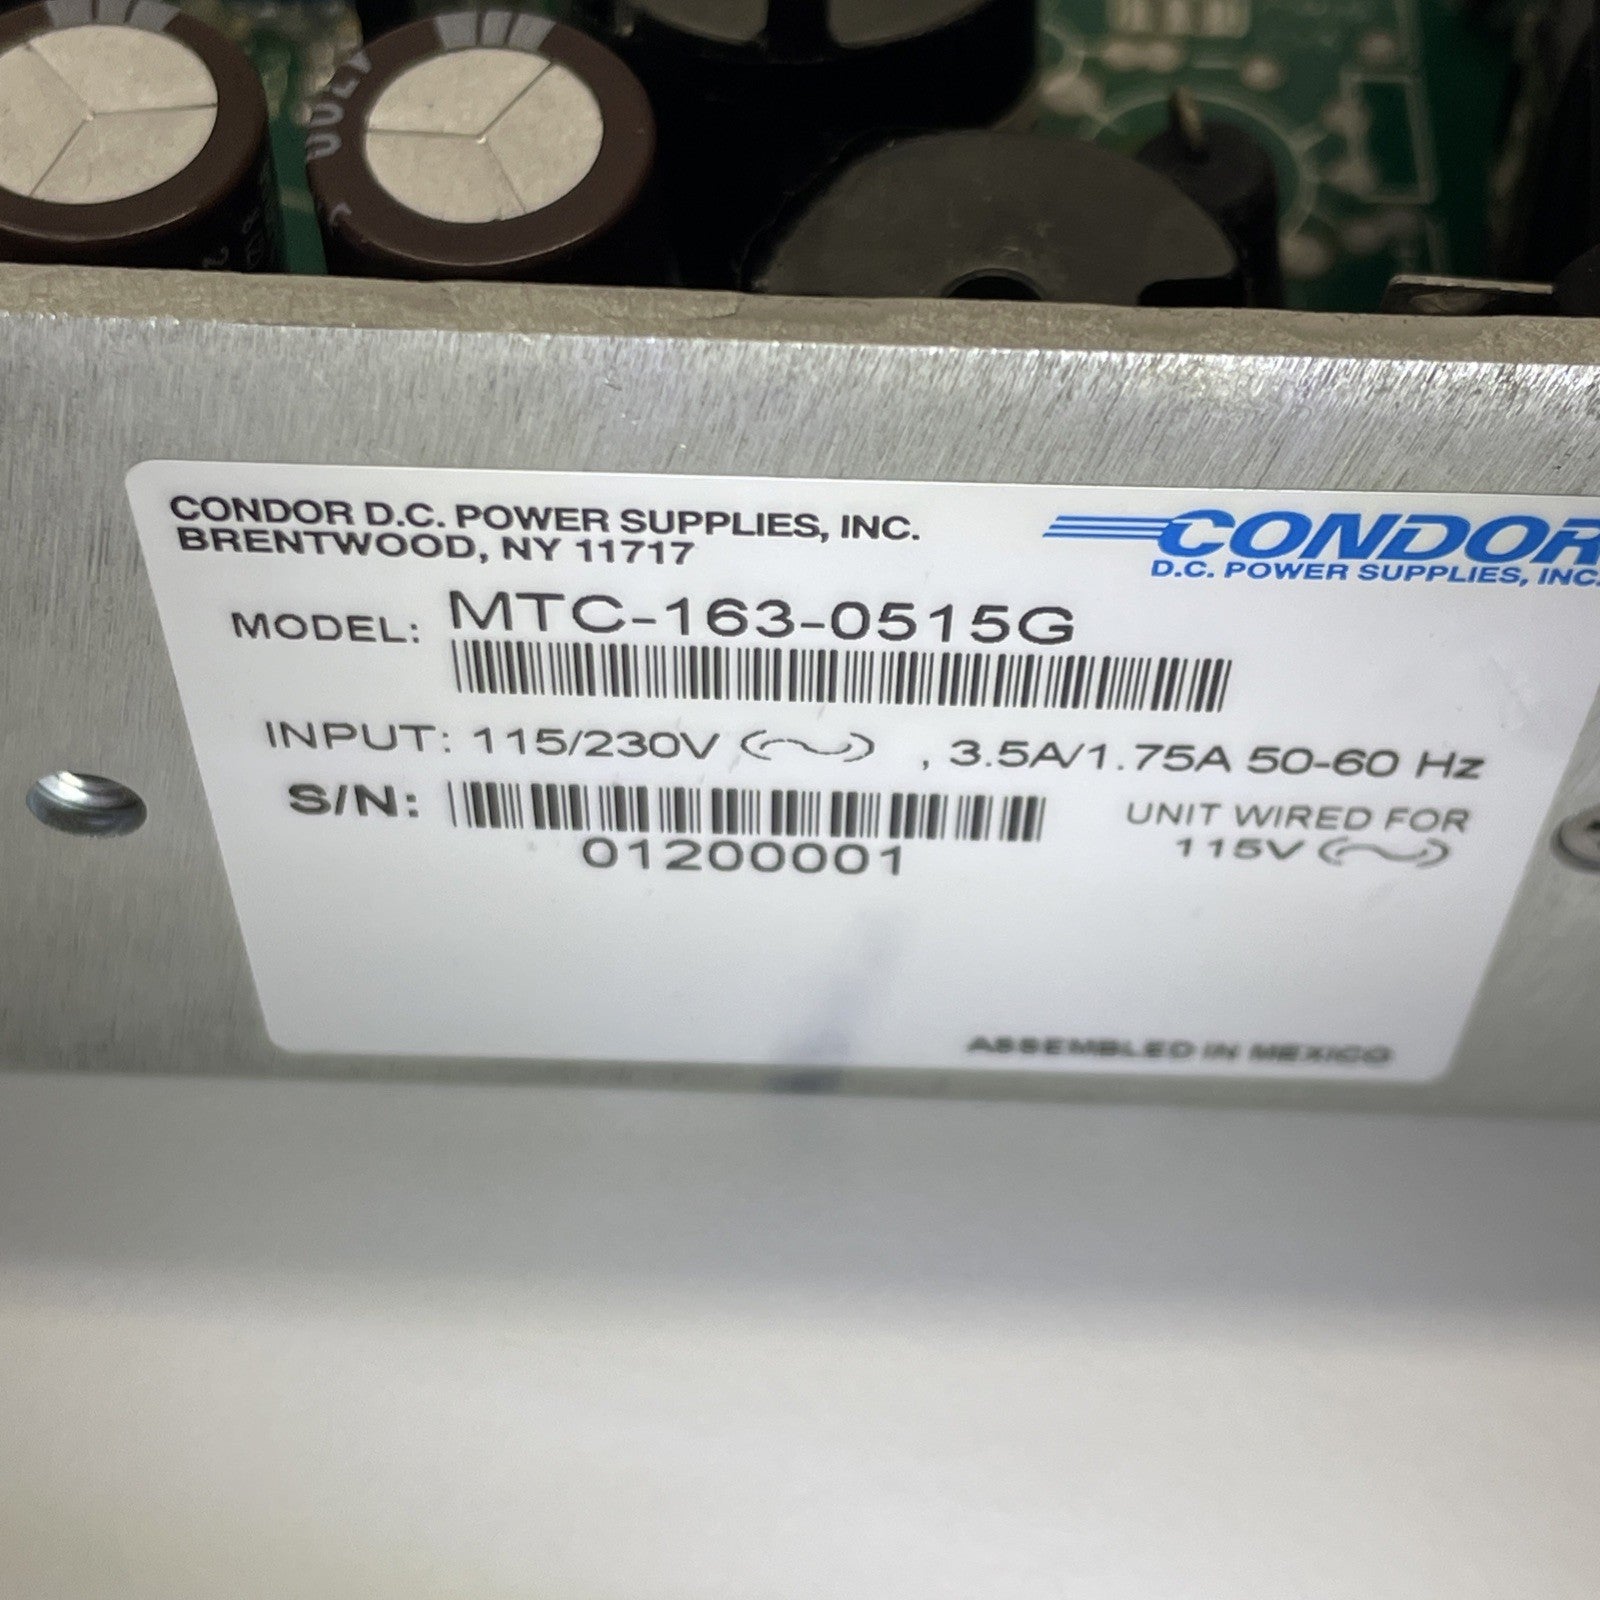 CONDOR D.C. POWER SUPPLIES, INC.
BRENTWOOD, NY 11717
CONDOR
D.C. POWER SUPPLIES, INC.
MODEL: MTC-163-0515G
INPUT: 115/230V (~) , 3.5A/1.75A 50-60 Hz
S/N:
01200001
UNIT WIRED FOR
115V (~)
ASSEMBLED IN MEXICO